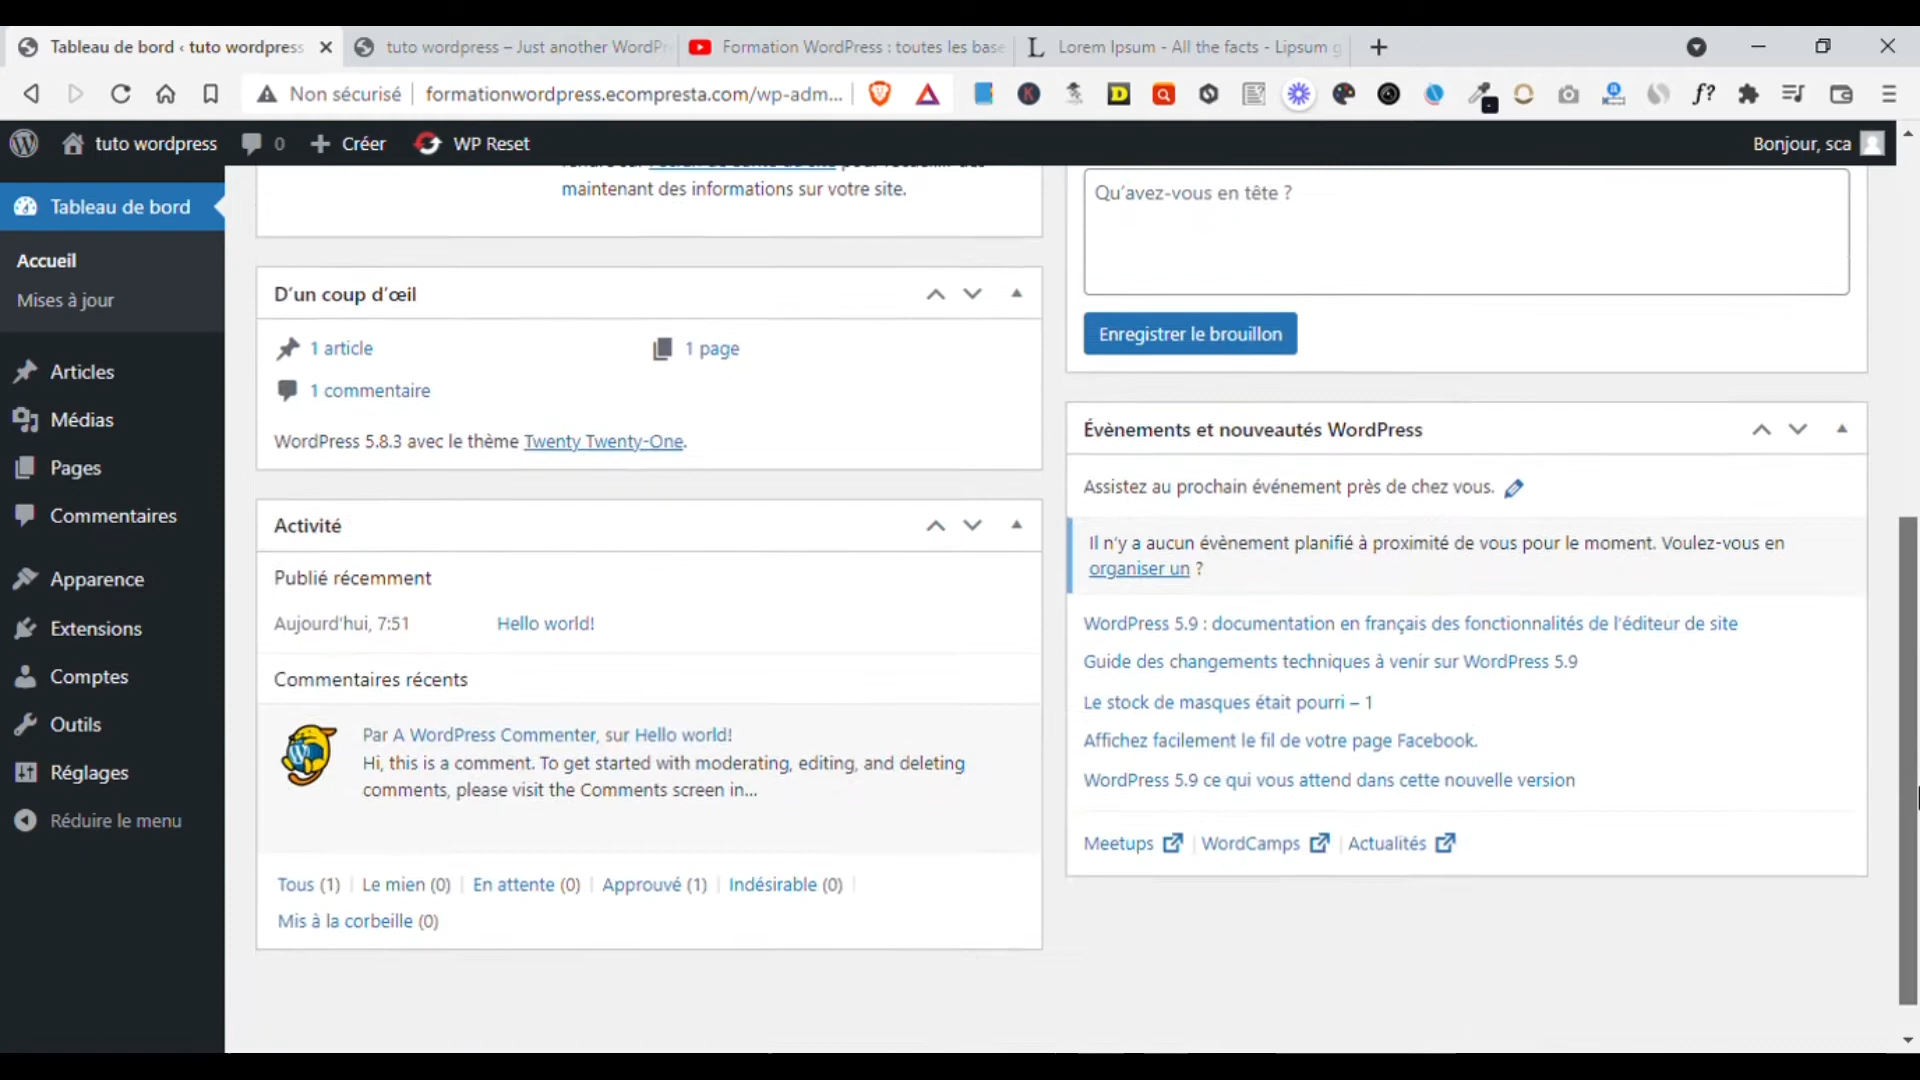 Tableau de bord ‹ tuto wordpress
tuto wordpress – Just another WordPr
Formation WordPress : toutes les base
Lorem Ipsum - All the facts - Lipsum g
Non sécurisé
formationwordpress.ecompresta.com/wp-adm...
tuto wordpress
0
Créer
WP Reset
Bonjour, sca
Tableau de bord
Accueil
Mises à jour
Articles
Médias
Pages
Commentaires
Apparence
Extensions
Comptes
Outils
Réglages
Réduire le menu
maintenant des informations sur votre site.
D’un coup d’œil
1 article
1 page
1 commentaire
WordPress 5.8.3 avec le thème Twenty Twenty-One.
Activité
Publié récemment
Aujourd’hui, 7:51
Hello world!
Commentaires récents
Par A WordPress Commenter, sur Hello world!
Hi, this is a comment. To get started with moderating, editing, and deleting
comments, please visit the Comments screen in...
Tous (1) | Le mien (0) | En attente (0) | Approuvé (1) | Indésirable (0) |
Mis à la corbeille (0)
Qu’avez-vous en tête ?
Enregistrer le brouillon
Évènements et nouveautés WordPress
Assistez au prochain événement près de chez vous.
Il n’y a aucun évènement planifié à proximité de vous pour le moment. Voulez-vous en
organiser un ?
WordPress 5.9 : documentation en français des fonctionnalités de l’éditeur de site
Guide des changements techniques à venir sur WordPress 5.9
Le stock de masques était pourri – 1
Affichez facilement le fil de votre page Facebook.
WordPress 5.9 ce qui vous attend dans cette nouvelle version
Meetups | WordCamps | Actualités